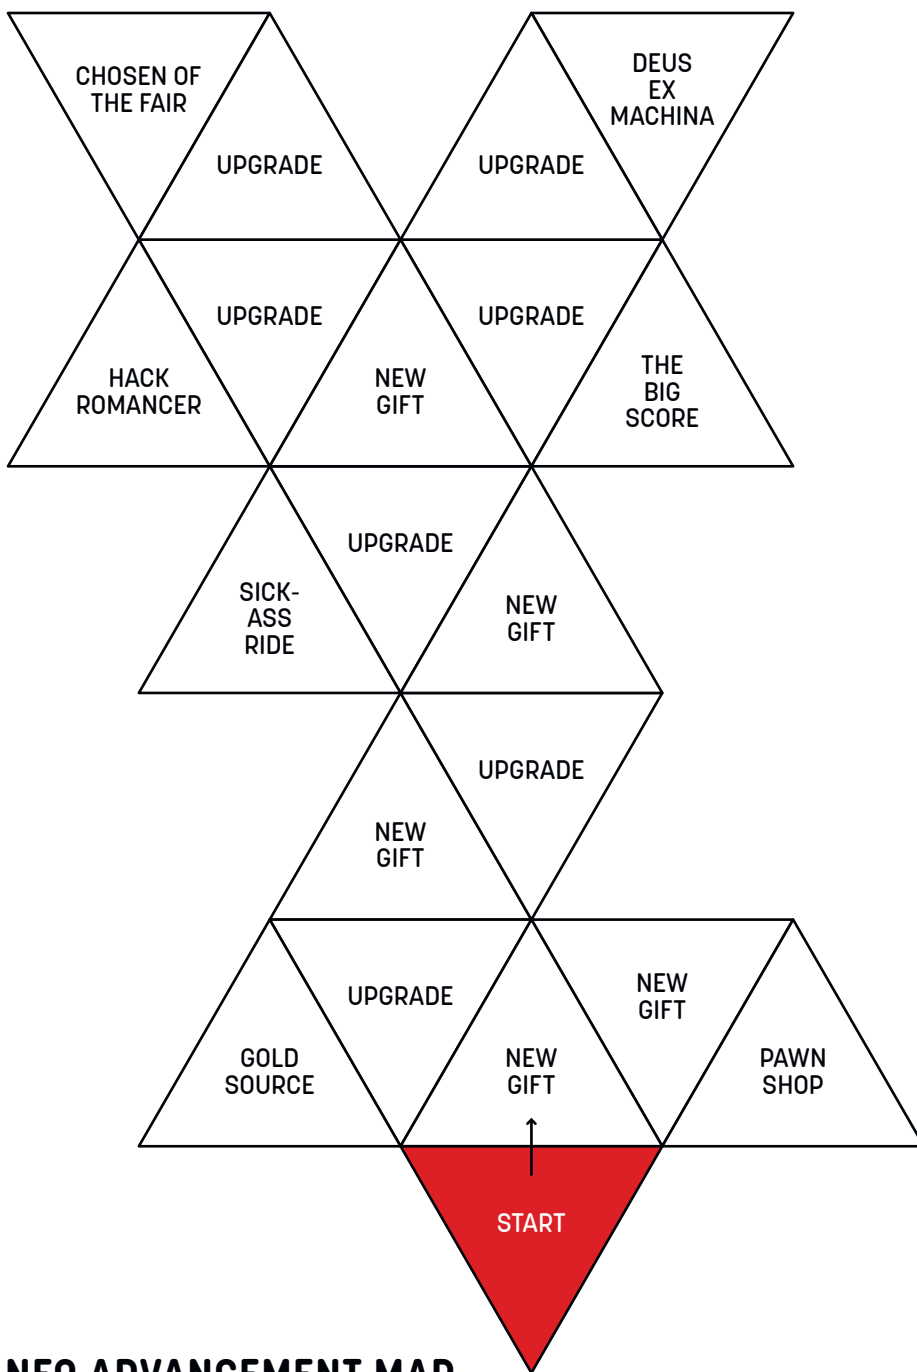 CHOSEN OF
THE FAIR
DEUS
EX
MACHINA
UPGRADE
UPGRADE
UPGRADE
UPGRADE
HACK
ROMANCER
NEW
GIFT
THE
BIG
SCORE
UPGRADE
SICK-
ASS
RIDE
NEW
GIFT
UPGRADE
NEW
GIFT
UPGRADE
NEW
GIFT
GOLD
SOURCE
NEW
GIFT
PAWN
SHOP
START
NEO ADVANCEMENT MAP